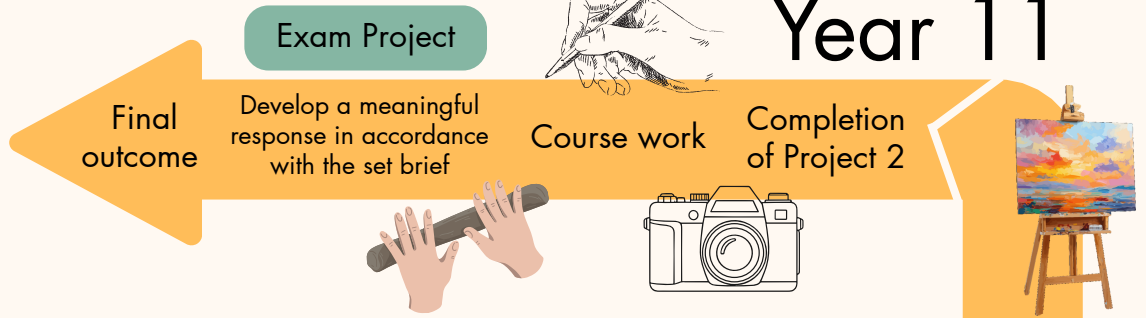 Year 11
Exam Project
Final
outcome
Develop a meaningful
response in accordance
with the set brief
Course work
Completion
of Project 2